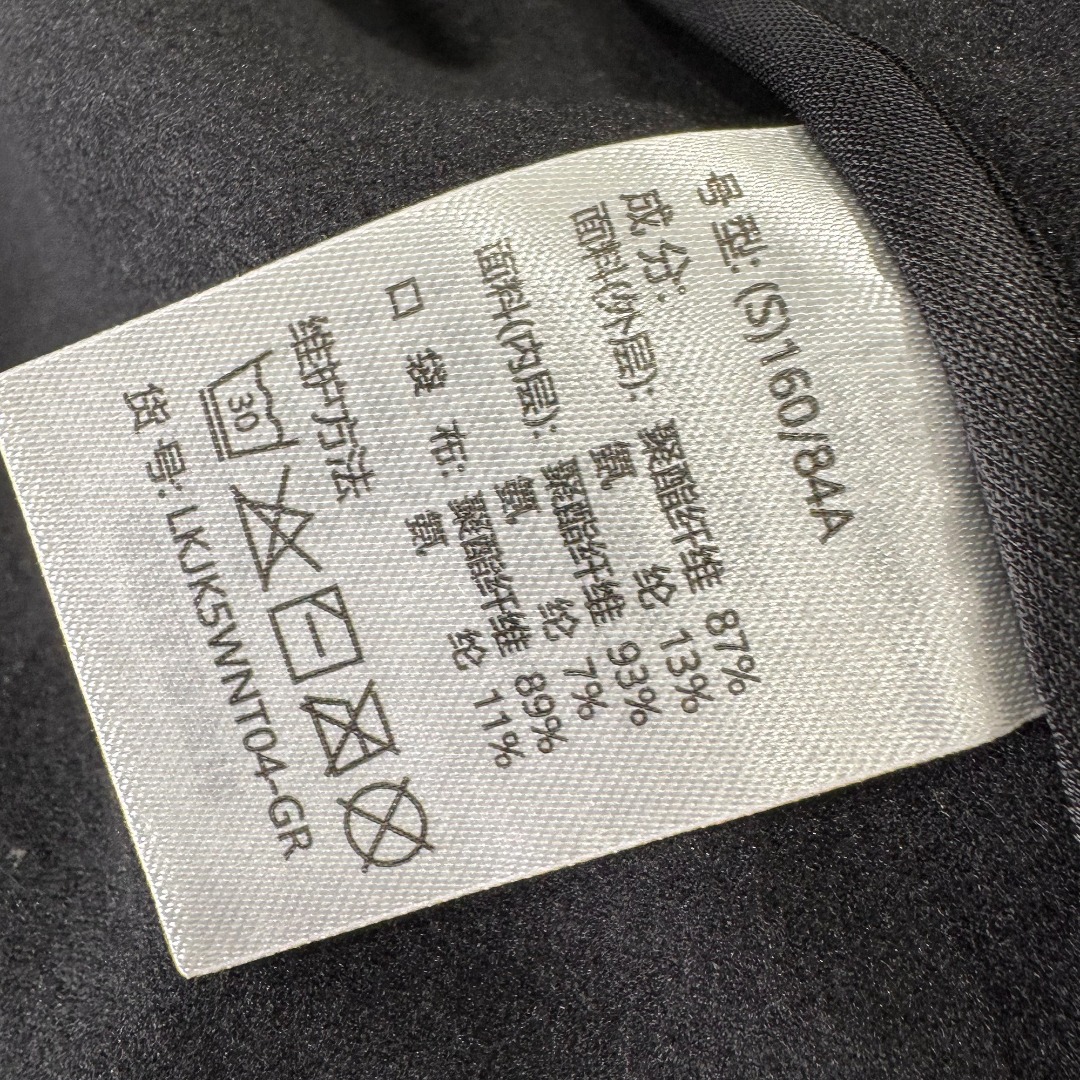 号型: (S)160/84A
成分:
面料(外层): 聚酯纤维 87%
氨纶 13%
面料(内层): 聚酯纤维 93%
氨纶 7%
口袋布: 聚酯纤维 89%
氨纶 11%
维护方法
30
货号: LKJK5WNT04-GR